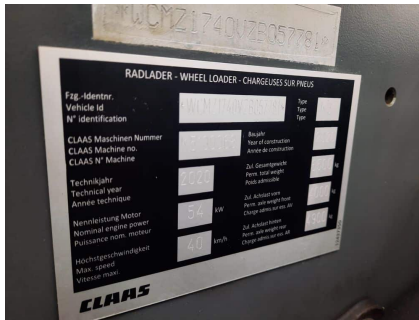 RADLADER - WHEEL LOADER - CHARGEUSES SUR PNEUS
Fzg.-Identnr.
Vehicle Id
N° identification
Type
Type
Type
CLAAS Maschinen Nummer
CLAAS Machine no.
CLAAS N° Machine
Baujahr
Year of construction
Année de construction
Technikjahr
Technical year
Année technique
2020
Zul. Gesamtgewicht
Perm. total weight
Poids admissible
kg
Nennleistung Motor
Nominal engine power
Puissance nom. moteur
54 kW
Zul. Achslast vorn
Perm. axle weight front
Charge admis.sur ess. AV
kg
Höchstgeschwindigkeit
Max. speed
Vitesse maxi
40 km/h
Zul. Achslast hinten
Perm. axle weight rear
Charge admis.sur ess. AR
kg
CLAAS